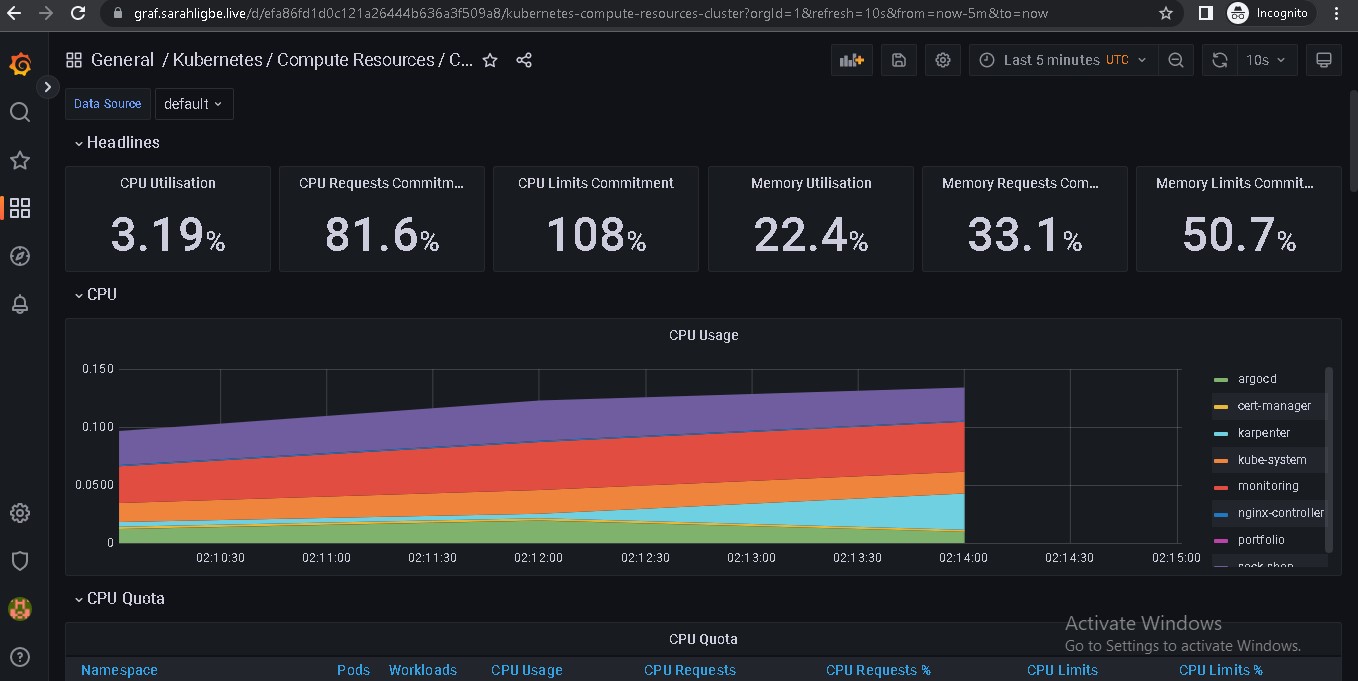 graf.sarahligbe.live/d/efa86fd1d0c121a26444b636a3f509a8/kubernetes-compute-resources-cluster?orgId=1&refresh=10s&from=now-5m&to=now
Incognito
General / Kubernetes / Compute Resources / C...
Last 5 minutes UTC
10s
Data Source
default
Headlines
CPU Utilisation
CPU Requests Commitm...
CPU Limits Commitment
Memory Utilisation
Memory Requests Com...
Memory Limits Commit...
3.19%
81.6%
108%
22.4%
33.1%
50.7%
CPU
CPU Usage
0.150
0.100
0.0500
0
02:10:30
02:11:00
02:11:30
02:12:00
02:12:30
02:13:00
02:13:30
02:14:00
02:14:30
02:15:00
argocd
cert-manager
karpenter
kube-system
monitoring
nginx-controller
portfolio
CPU Quota
CPU Quota
Activate Windows
Go to Settings to activate Windows.
Namespace
Pods
Workloads
CPU Usage
CPU Requests
CPU Requests %
CPU Limits
CPU Limits %